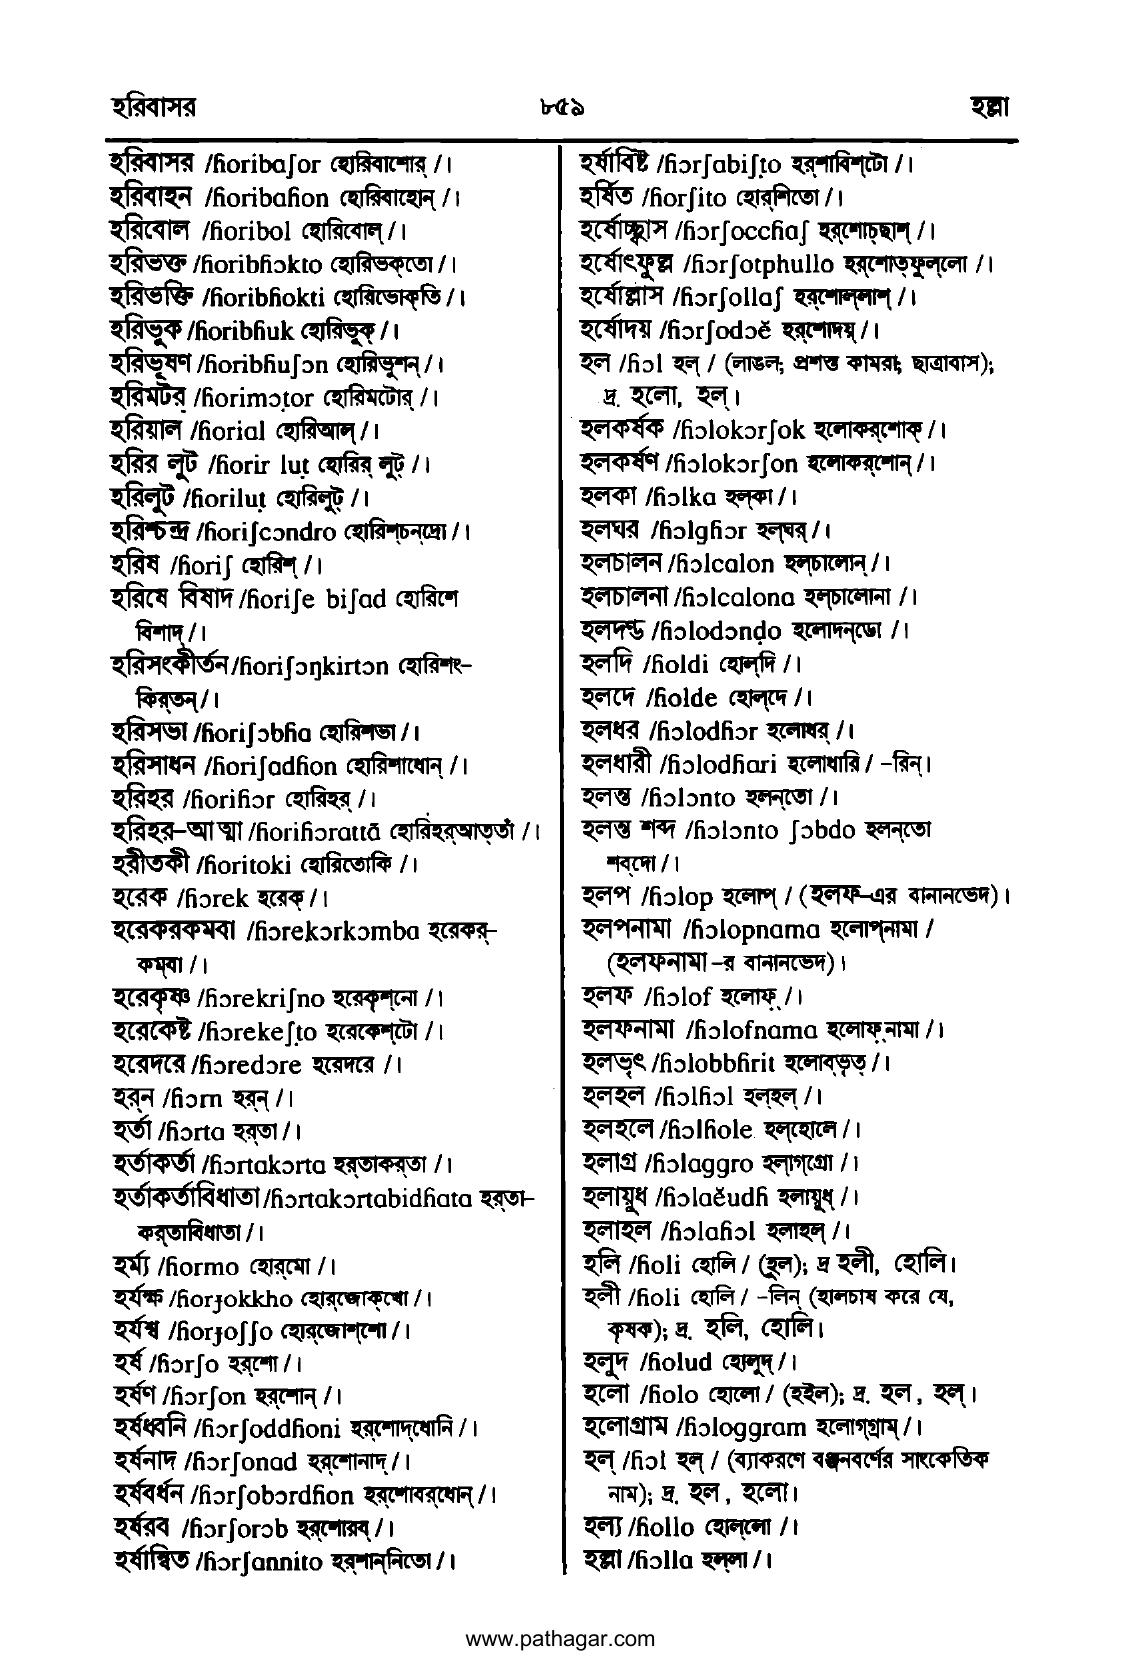 হরিবাসর ৮৫৯ হল্লা
হরিবাসর /ɦoribaʃor হোরিবাশোর্ /।
হরিবাহন /ɦoribaɦon হোরিবাহোন্ /।
হরিবোল /ɦoribol হোরিবোল্ /।
হরিভক্ত /ɦoribɦɔkto হোরিভক্‌তো /।
হরিভক্তি /ɦoribɦokti হোরিভোক্‌তি /।
হরিভুক /ɦoribɦuk হোরিভুক্ /।
হরিভূষণ /ɦoribɦuʃɔn হোরিভুশন্ /।
হরিমটর /ɦorimɔṭor হোরিমটোর্ /।
হরিয়াল /ɦorial হোরিআল্ /।
হরির লুট /ɦorir luṭ হোরির্ লুট্ /।
হরিলুট /ɦoriluṭ হোরিলুট্ /।
হরিশ্চন্দ্র /ɦoriʃcɔndro হোরিশ্‌চন্‌দ্রো /।
হরিষ /ɦoriʃ হোরিশ্ /।
হরিষে বিষাদ /ɦoriʃe biʃad হোরিশে
বিশাদ্ /।
হরিসংকীর্তন /ɦoriʃɔŋkirtɔn হোরিশং-
কির্‌তন্ /।
হরিসভা /ɦoriʃɔbɦa হোরিশভা /।
হরিসাধন /ɦoriʃadɦon হোরিশাধোন্ /।
হরিহর /ɦoriɦɔr হোরিহর্ /।
হরিহর-আত্মা /ɦoriɦɔrattã হোরিহর্‌আত্‌তাঁ /।
হরীতকী /ɦoritoki হোরিতোকি /।
হরেক /ɦɔrek হরেক্ /।
হরেকরকমবা /ɦɔrekɔrkɔmba হরেকর্-
কম্‌বা /।
হরেকৃষ্ণ /ɦɔrekriʃno হরেকৃশ্‌নো /।
হরেকেষ্ট /ɦɔrekeʃṭo হরেকেশ্‌টো /।
হরেদরে /ɦɔredɔre হরেদরে /।
হর্ন /ɦɔrn হর্‌ন্ /।
হর্তা /ɦɔrta হর্‌তা /।
হর্তাকর্তা /ɦɔrtakɔrta হর্‌তাকর্‌তা /।
হর্তাকর্তাবিধাতা /ɦɔrtakɔrtabidɦata হর্‌তা-
কর্‌তাবিধাতা /।
হর্ম্য /ɦormo হোর্‌মো /।
হর্যক্ষ /ɦorɟokkho হোর্‌জোক্‌খো /।
হর্যশ্ব /ɦorɟoʃʃo হোর্‌জোশ্‌শো /।
হর্ষ /ɦɔrʃo হর্‌শো /।
হর্ষণ /ɦɔrʃon হর্‌শোন্ /।
হর্ষধ্বনি /ɦɔrʃoddɦoni হর্‌শোদ্‌ধোনি /।
হর্ষনাদ /ɦɔrʃonad হর্‌শোনাদ্ /।
হর্ষবর্ধন /ɦɔrʃobɔrdɦon হর্‌শোবর্‌ধোন্ /।
হর্ষরব /ɦɔrʃorɔb হর্‌শোরব্ /।
হর্ষান্বিত /ɦɔrʃannito হর্‌শান্‌নিতো /।
হর্ষাবিষ্ট /ɦɔrʃabiʃṭo হর্‌শাবিশ্‌টো /।
হর্ষিত /ɦorʃito হোর্‌শিতো /।
হর্ষোচ্ছ্বাস /ɦɔrʃocchaʃ হর্‌শোচ্‌ছাশ্ /।
হর্ষোৎফুল্ল /ɦɔrʃotphullo হর্‌শোত্‌ফুল্‌লো /।
হর্ষোল্লাস /ɦɔrʃollaʃ হর্‌শোল্‌লাশ্ /।
হর্ষোদয় /ɦɔrʃodɔĕ হর্‌শোদয়্ /।
হল /ɦɔl হল্ / (লাঙল; প্রশস্ত কামরা; ছাত্রাবাস);
দ্র. হলো, হল্।
হলকর্ষক /ɦɔlokɔrʃok হলোকর্‌শোক্ /।
হলকর্ষণ /ɦɔlokɔrʃon হলোকর্‌শোন্ /।
হলকা /ɦɔlka হল্‌কা /।
হলঘর /ɦɔlgɦɔr হল্‌ঘর্ /।
হলচালন /ɦɔlcalon হল্‌চালোন্ /।
হলচালনা /ɦɔlcalona হল্‌চালোনা /।
হলদণ্ড /ɦɔlodɔnḍo হলোদন্‌ডো /।
হলদি /ɦoldi হোল্‌দি /।
হলদে /ɦolde হোল্‌দে /।
হলধর /ɦɔlodɦɔr হলোধর্ /।
হলধারী /ɦɔlodɦari হলোধারি / -রিন্।
হলন্ত /ɦɔlɔnto হলন্‌তো /।
হলন্ত শব্দ /ɦɔlɔnto ʃɔbdo হলন্‌তো
শব্‌দো /।
হলপ /ɦɔlop হলোপ্ / (হলফ-এর বানানভেদ)।
হলপনামা /ɦɔlopnama হলোপ্‌নামা /
(হলফনামা-র বানানভেদ)।
হলফ /ɦɔlof হলোফ্ /।
হলফনামা /ɦɔlofnama হলোফ্‌নামা /।
হলভৃৎ /ɦɔlobbɦirit হলোব্‌ভৃত্ /।
হলহল /ɦɔlɦɔl হল্‌হল্ /।
হলহলে /ɦɔlɦole হল্‌হোলে /।
হলাগ্র /ɦɔlaggro হল্‌াগ্‌গ্রো /।
হলায়ুধ /ɦɔlaĕudɦ হলায়ুধ্ /।
হলাহল /ɦɔlaɦɔl হলাহল্ /।
হলি /ɦoli হোলি / (হুল); দ্র হলী, হোলি।
হলী /ɦoli হোলি / -লিন্ (হালচাষ করে যে,
কৃষক); দ্র. হলি, হোলি।
হলুদ /ɦolud হোলুদ্ /।
হলো /ɦolo হোলো / (হইল); দ্র. হল, হল্।
হলোগ্রাম /ɦɔloggram হলোগ্‌গ্রাম্ /।
হল্ /ɦɔl হল্ / (ব্যাকরণে ব্যঞ্জনবর্ণের সাংকেতিক
নাম); দ্র. হল, হলো।
হল্য /ɦollo হোল্‌লো /।
হল্লা /ɦɔlla হল্‌লা /।
www.pathagar.com